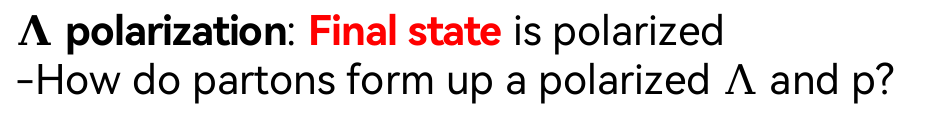 Λ polarization: Final state is polarized
-How do partons form up a polarized Λ and p?